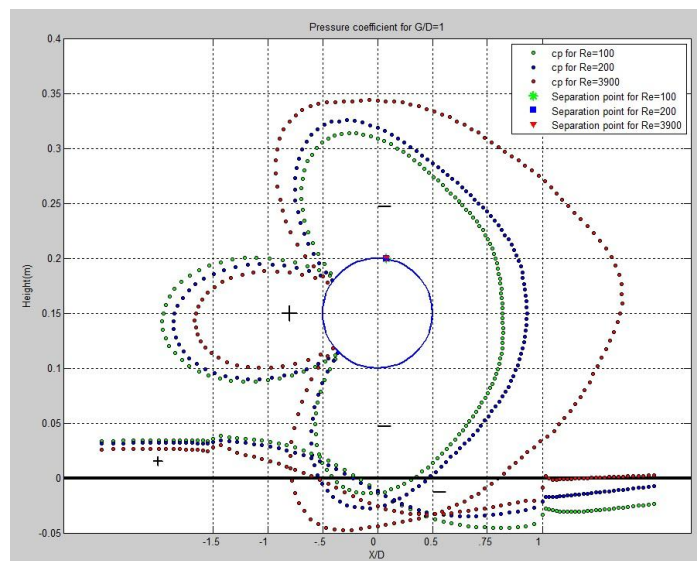 Pressure coefficient for G/D=1
cp for Re=100
cp for Re=200
cp for Re=3900
Separation point for Re=100
Separation point for Re=200
Separation point for Re=3900
0.4
0.35
0.3
0.25
0.2
0.15
0.1
0.05
0
-0.05
Height(m)
-1.5
-1
-.5
0
0.5
.75
1
X/D